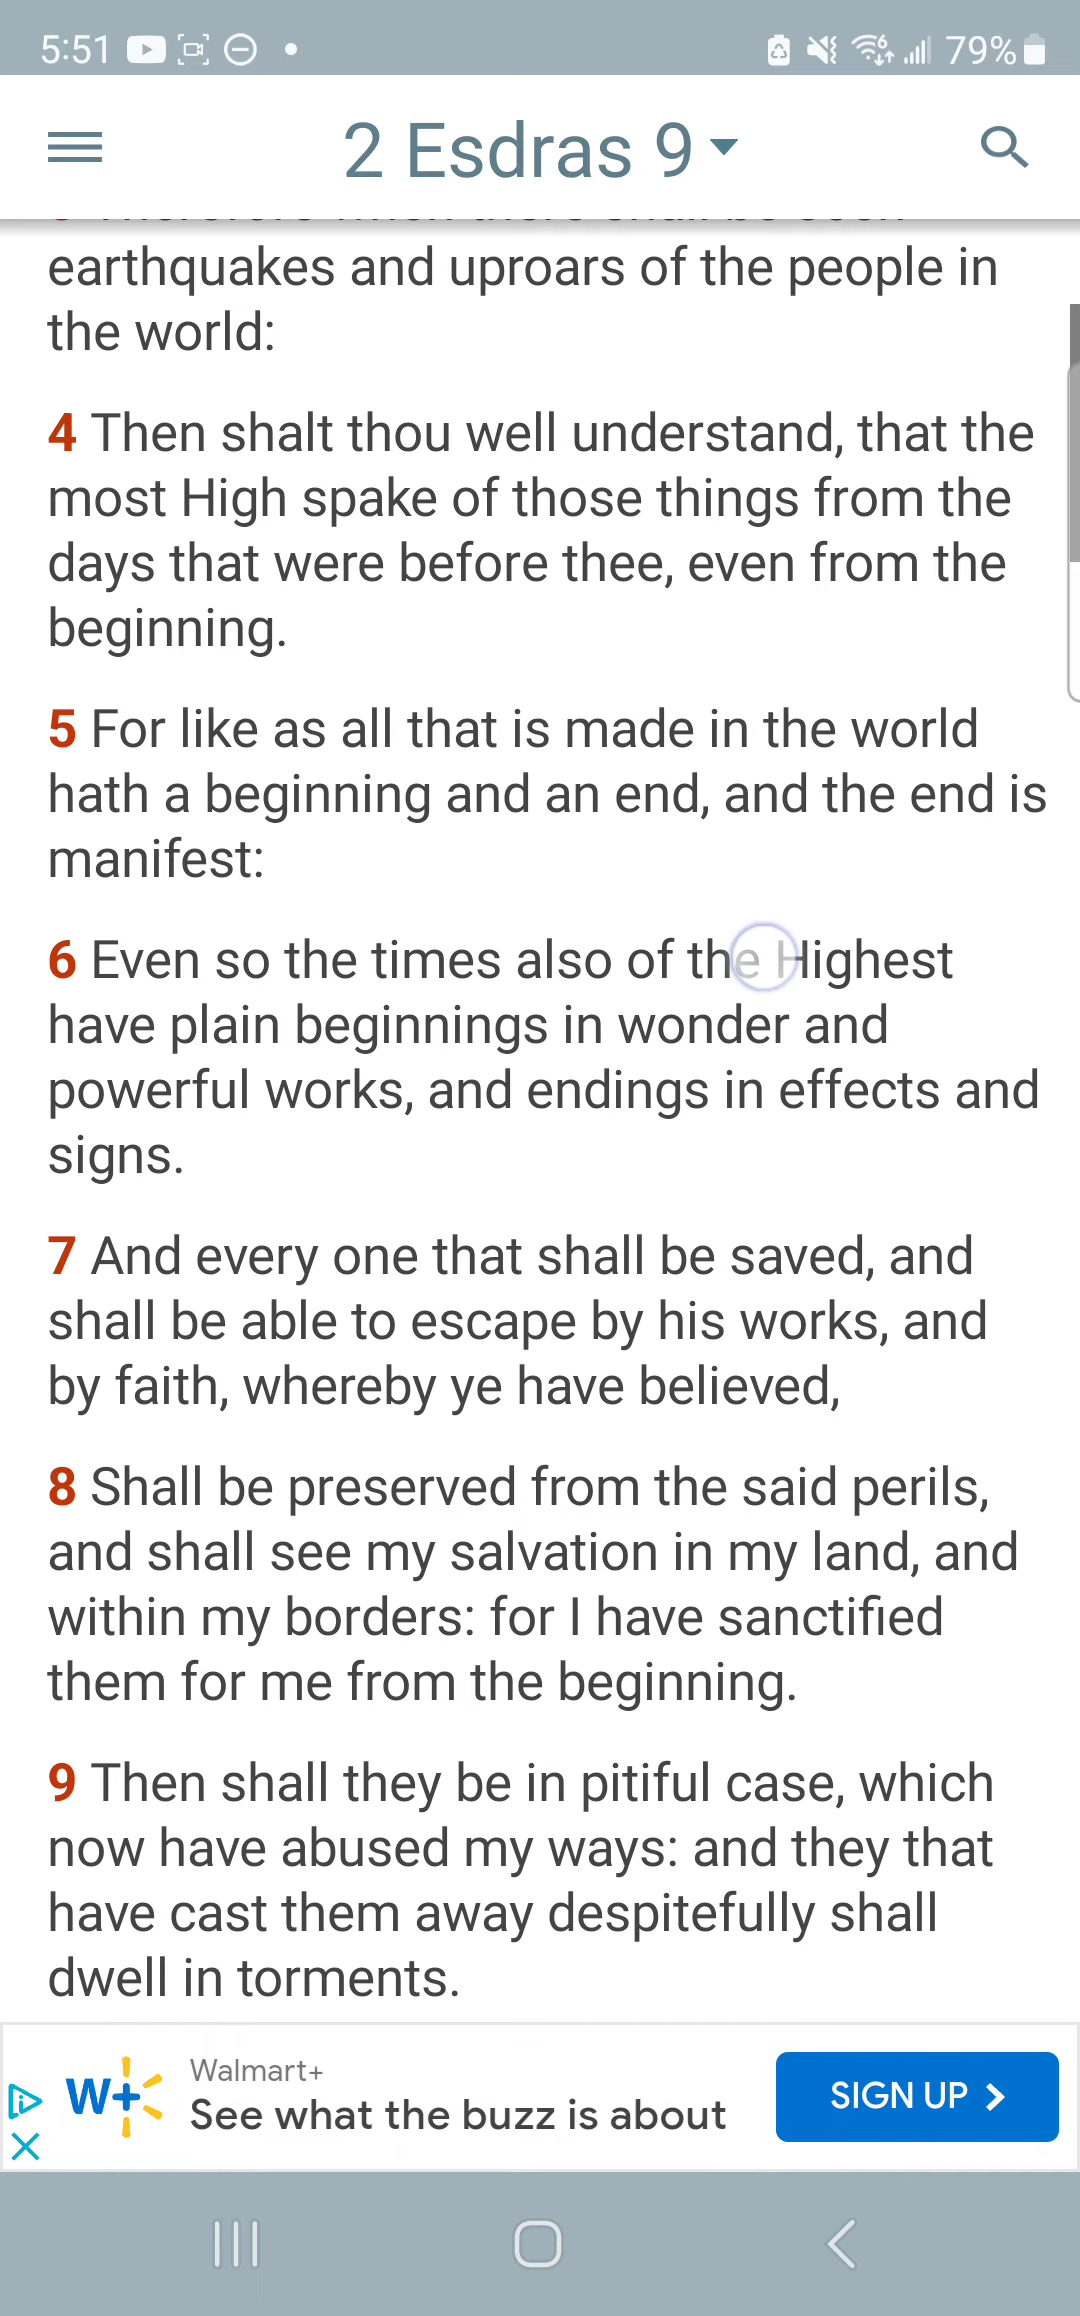 5:51
79%
2 Esdras 9
earthquakes and uproars of the people in
the world:
4 Then shalt thou well understand, that the
most High spake of those things from the
days that were before thee, even from the
beginning.
5 For like as all that is made in the world
hath a beginning and an end, and the end is
manifest:
6 Even so the times also of the Highest
have plain beginnings in wonder and
powerful works, and endings in effects and
signs.
7 And every one that shall be saved, and
shall be able to escape by his works, and
by faith, whereby ye have believed,
8 Shall be preserved from the said perils,
and shall see my salvation in my land, and
within my borders: for I have sanctified
them for me from the beginning.
9 Then shall they be in pitiful case, which
now have abused my ways: and they that
have cast them away despitefully shall
dwell in torments.
W+
Walmart+
See what the buzz is about
SIGN UP